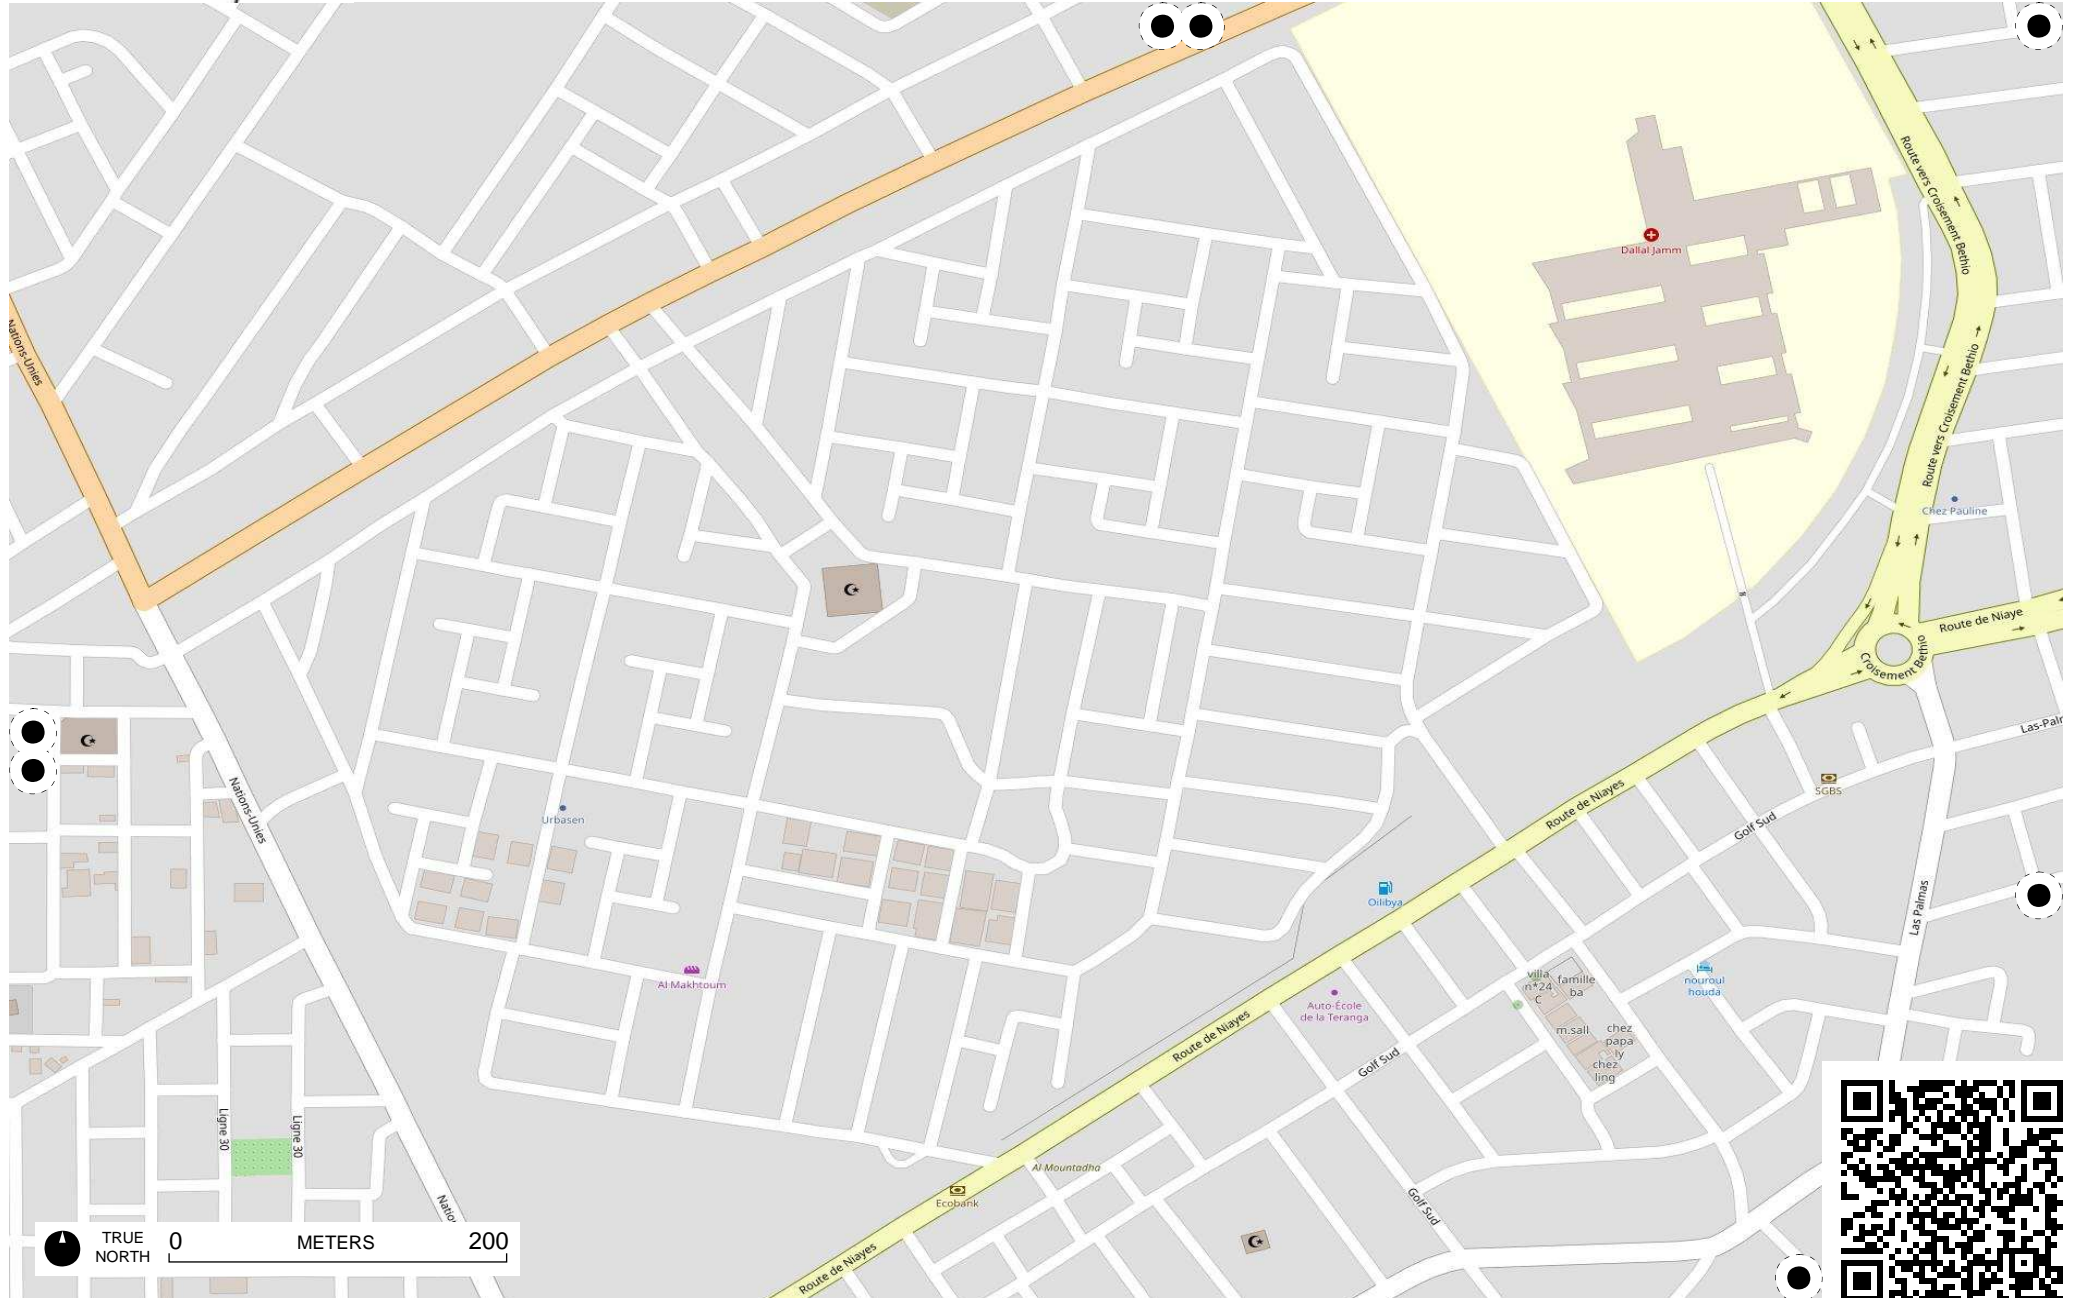 Route vers Croisement Bethio
Dallal Jamm
Nations-Unies
Route vers Croisement Bethio
Chez Pauline
Route de Niaye
Croisement Bethio
Las-Palr
Nations-Unies
SGBS
Route de Niayes
Urbasen
Golf Sud
Oilibya
Las Palmas
Al Makhtoum
villa
n*24
C
famille
ba
nouroul
houda
Auto-École
de la Teranga
Route de Niayes
m.sall
chez
papa
ly
Golf Sud
chez
ling
Ligne 30
Ligne 30
Al Mountadha
Ecobank
Golf Sud
Natio
TRUE
NORTH
0 METERS 200
Route de Niayes